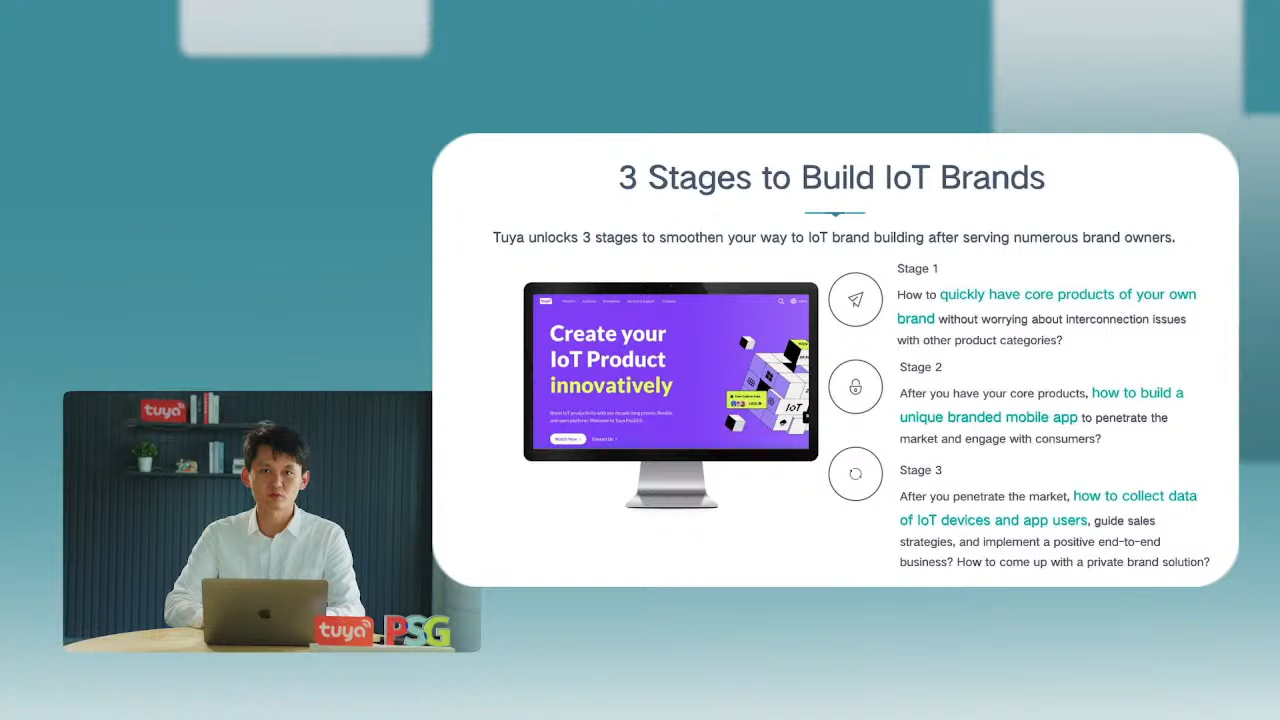 3 Stages to Build IoT Brands
Tuya unlocks 3 stages to smoothen your way to IoT brand building after serving numerous brand owners.
tuya
Create your
IoT Product
innovatively
Watch Now
Contact Us
IoT
Stage 1
How to quickly have core products of your own
brand without worrying about interconnection issues
with other product categories?
Stage 2
After you have your core products, how to build a
unique branded mobile app to penetrate the
market and engage with consumers?
Stage 3
After you penetrate the market, how to collect data
of IoT devices and app users, guide sales
strategies, and implement a positive end-to-end
business? How to come up with a private brand solution?
tuya
tuya
PSG